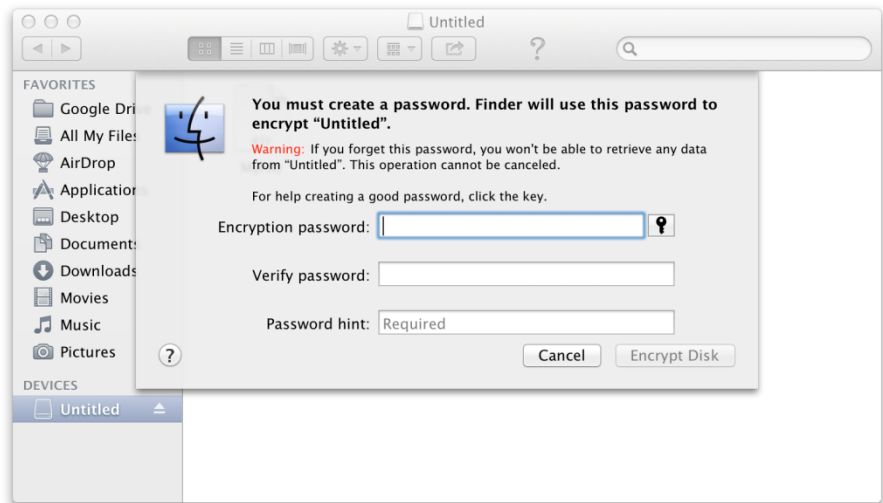 Untitled
FAVORITES
Google Dri
All My Files
AirDrop
Application
Desktop
Documents
Downloads
Movies
Music
Pictures
DEVICES
Untitled
You must create a password. Finder will use this password to
encrypt “Untitled”.
Warning: If you forget this password, you won't be able to retrieve any data
from “Untitled”. This operation cannot be canceled.
For help creating a good password, click the key.
Encryption password:
Verify password:
Password hint: Required
?
Cancel
Encrypt Disk